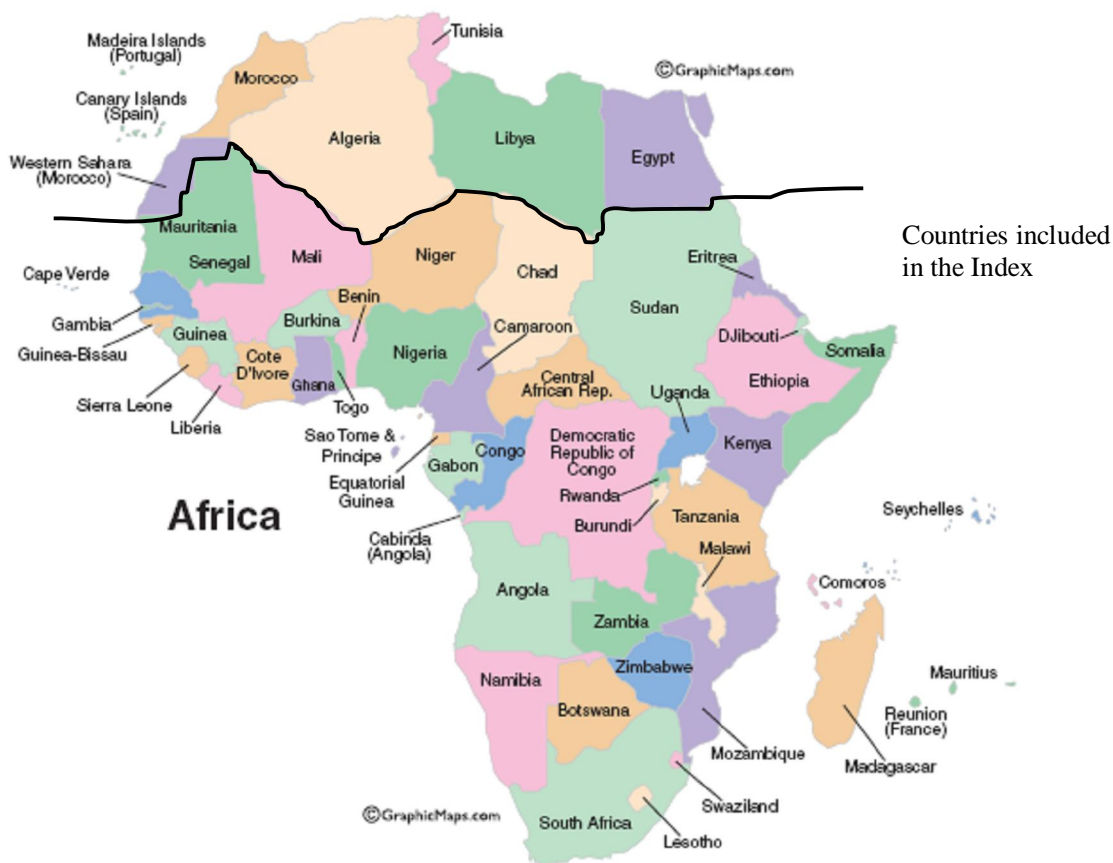 Madeira Islands
(Portugal)
Tunisia
©GraphicMaps.com
Morocco
Canary Islands
(Spain)
Algeria
Libya
Egypt
Western Sahara
(Morocco)
Mauritania
Senegal
Mali
Niger
Chad
Eritrea
Countries included
in the Index
Cape Verde
Sudan
Benin
Gambia
Burkina
Camaroon
DJibouti
Guinea
Guinea-Bissau
Nigeria
Somalia
Cote
D'Ivore
Ghana
Central
African Rep.
Ethiopia
Uganda
Sierra Leone
Togo
Liberia
Sao Tome &
Principe
Congo
Democratic
Republic of
Congo
Kenya
Gabon
Equatorial
Guinea
Rwanda
Africa
Burundi
Tanzania
Seychelles
Cabinda
(Angola)
Malawi
Comoros
Angola
Zambia
Zimbabwe
Namibia
Mauritius
Botswana
Reunion
(France)
Mozambique
Madagascar
Swaziland
©GraphicMaps.com
South Africa
Lesotho